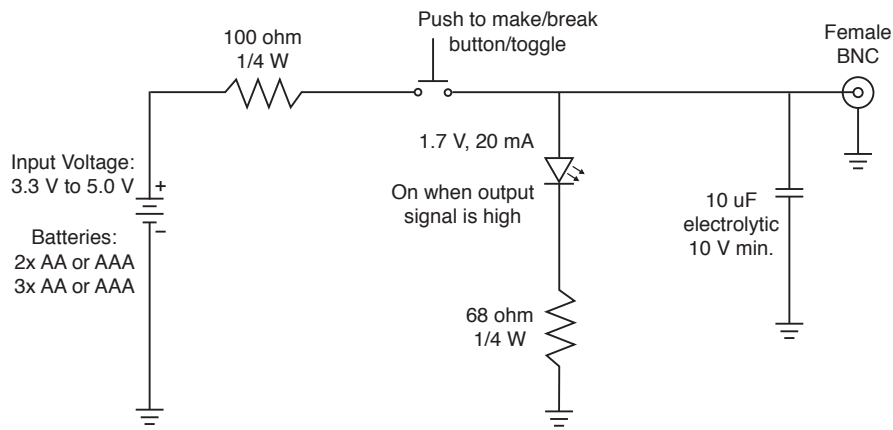 Push to make/break
button/toggle
Female
BNC
100 ohm
1/4 W
1.7 V, 20 mA
Input Voltage:
3.3 V to 5.0 V
+
−
On when output
signal is high
10 uF
electrolytic
10 V min.
Batteries:
2x AA or AAA
3x AA or AAA
68 ohm
1/4 W